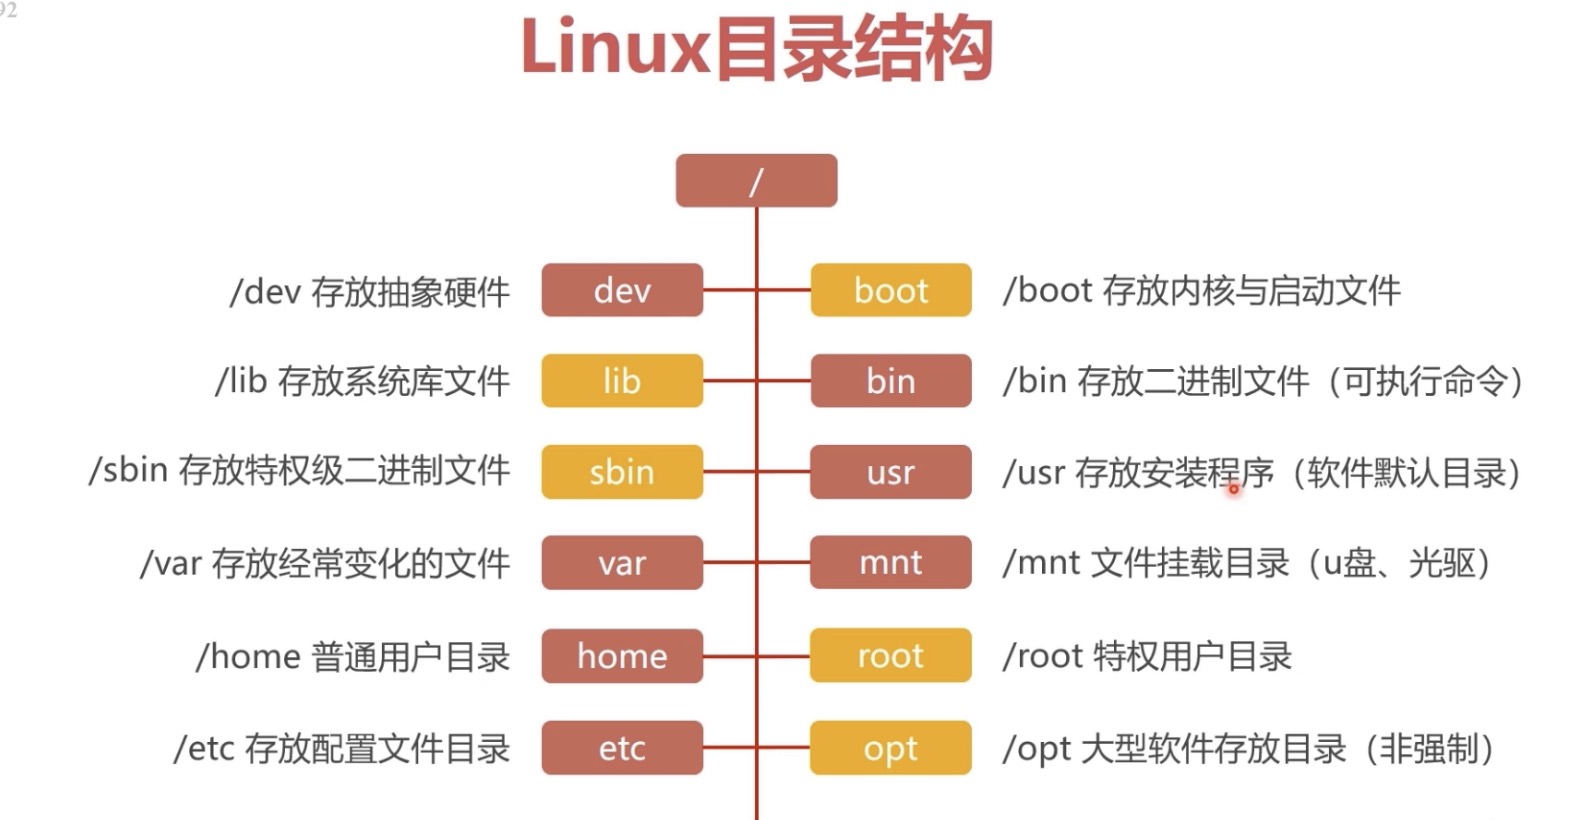 92
Linux目录结构
/
/dev 存放抽象硬件 dev boot /boot 存放内核与启动文件
/lib 存放系统库文件 lib bin /bin 存放二进制文件（可执行命令）
/sbin 存放特权级二进制文件 sbin usr /usr 存放安装程序（软件默认目录）
/var 存放经常变化的文件 var mnt /mnt 文件挂载目录（u盘、光驱）
/home 普通用户目录 home root /root 特权用户目录
/etc 存放配置文件目录 etc opt /opt 大型软件存放目录（非强制）